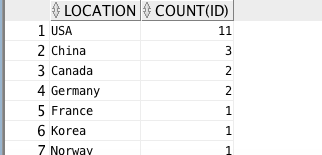 LOCATION COUNT(ID)
1 USA 11
2 China 3
3 Canada 2
4 Germany 2
5 France 1
6 Korea 1
7 Norway 1